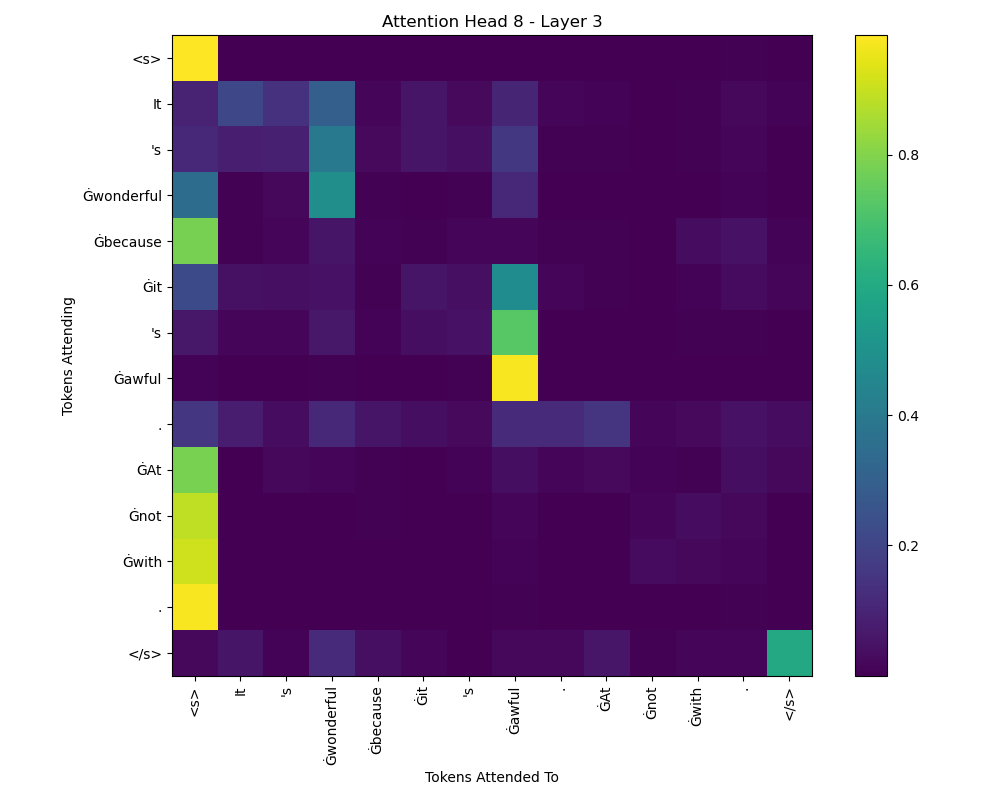 Attention Head 8 - Layer 3
<s>
It
's
Ġwonderful
Ġbecause
Ġit
's
Ġawful
.
ĠAt
Ġnot
Ġwith
.
</s>
Tokens Attending
<s>
It
's
Ġwonderful
Ġbecause
Ġit
's
Ġawful
.
ĠAt
Ġnot
Ġwith
.
</s>
Tokens Attended To
0.8
0.6
0.4
0.2